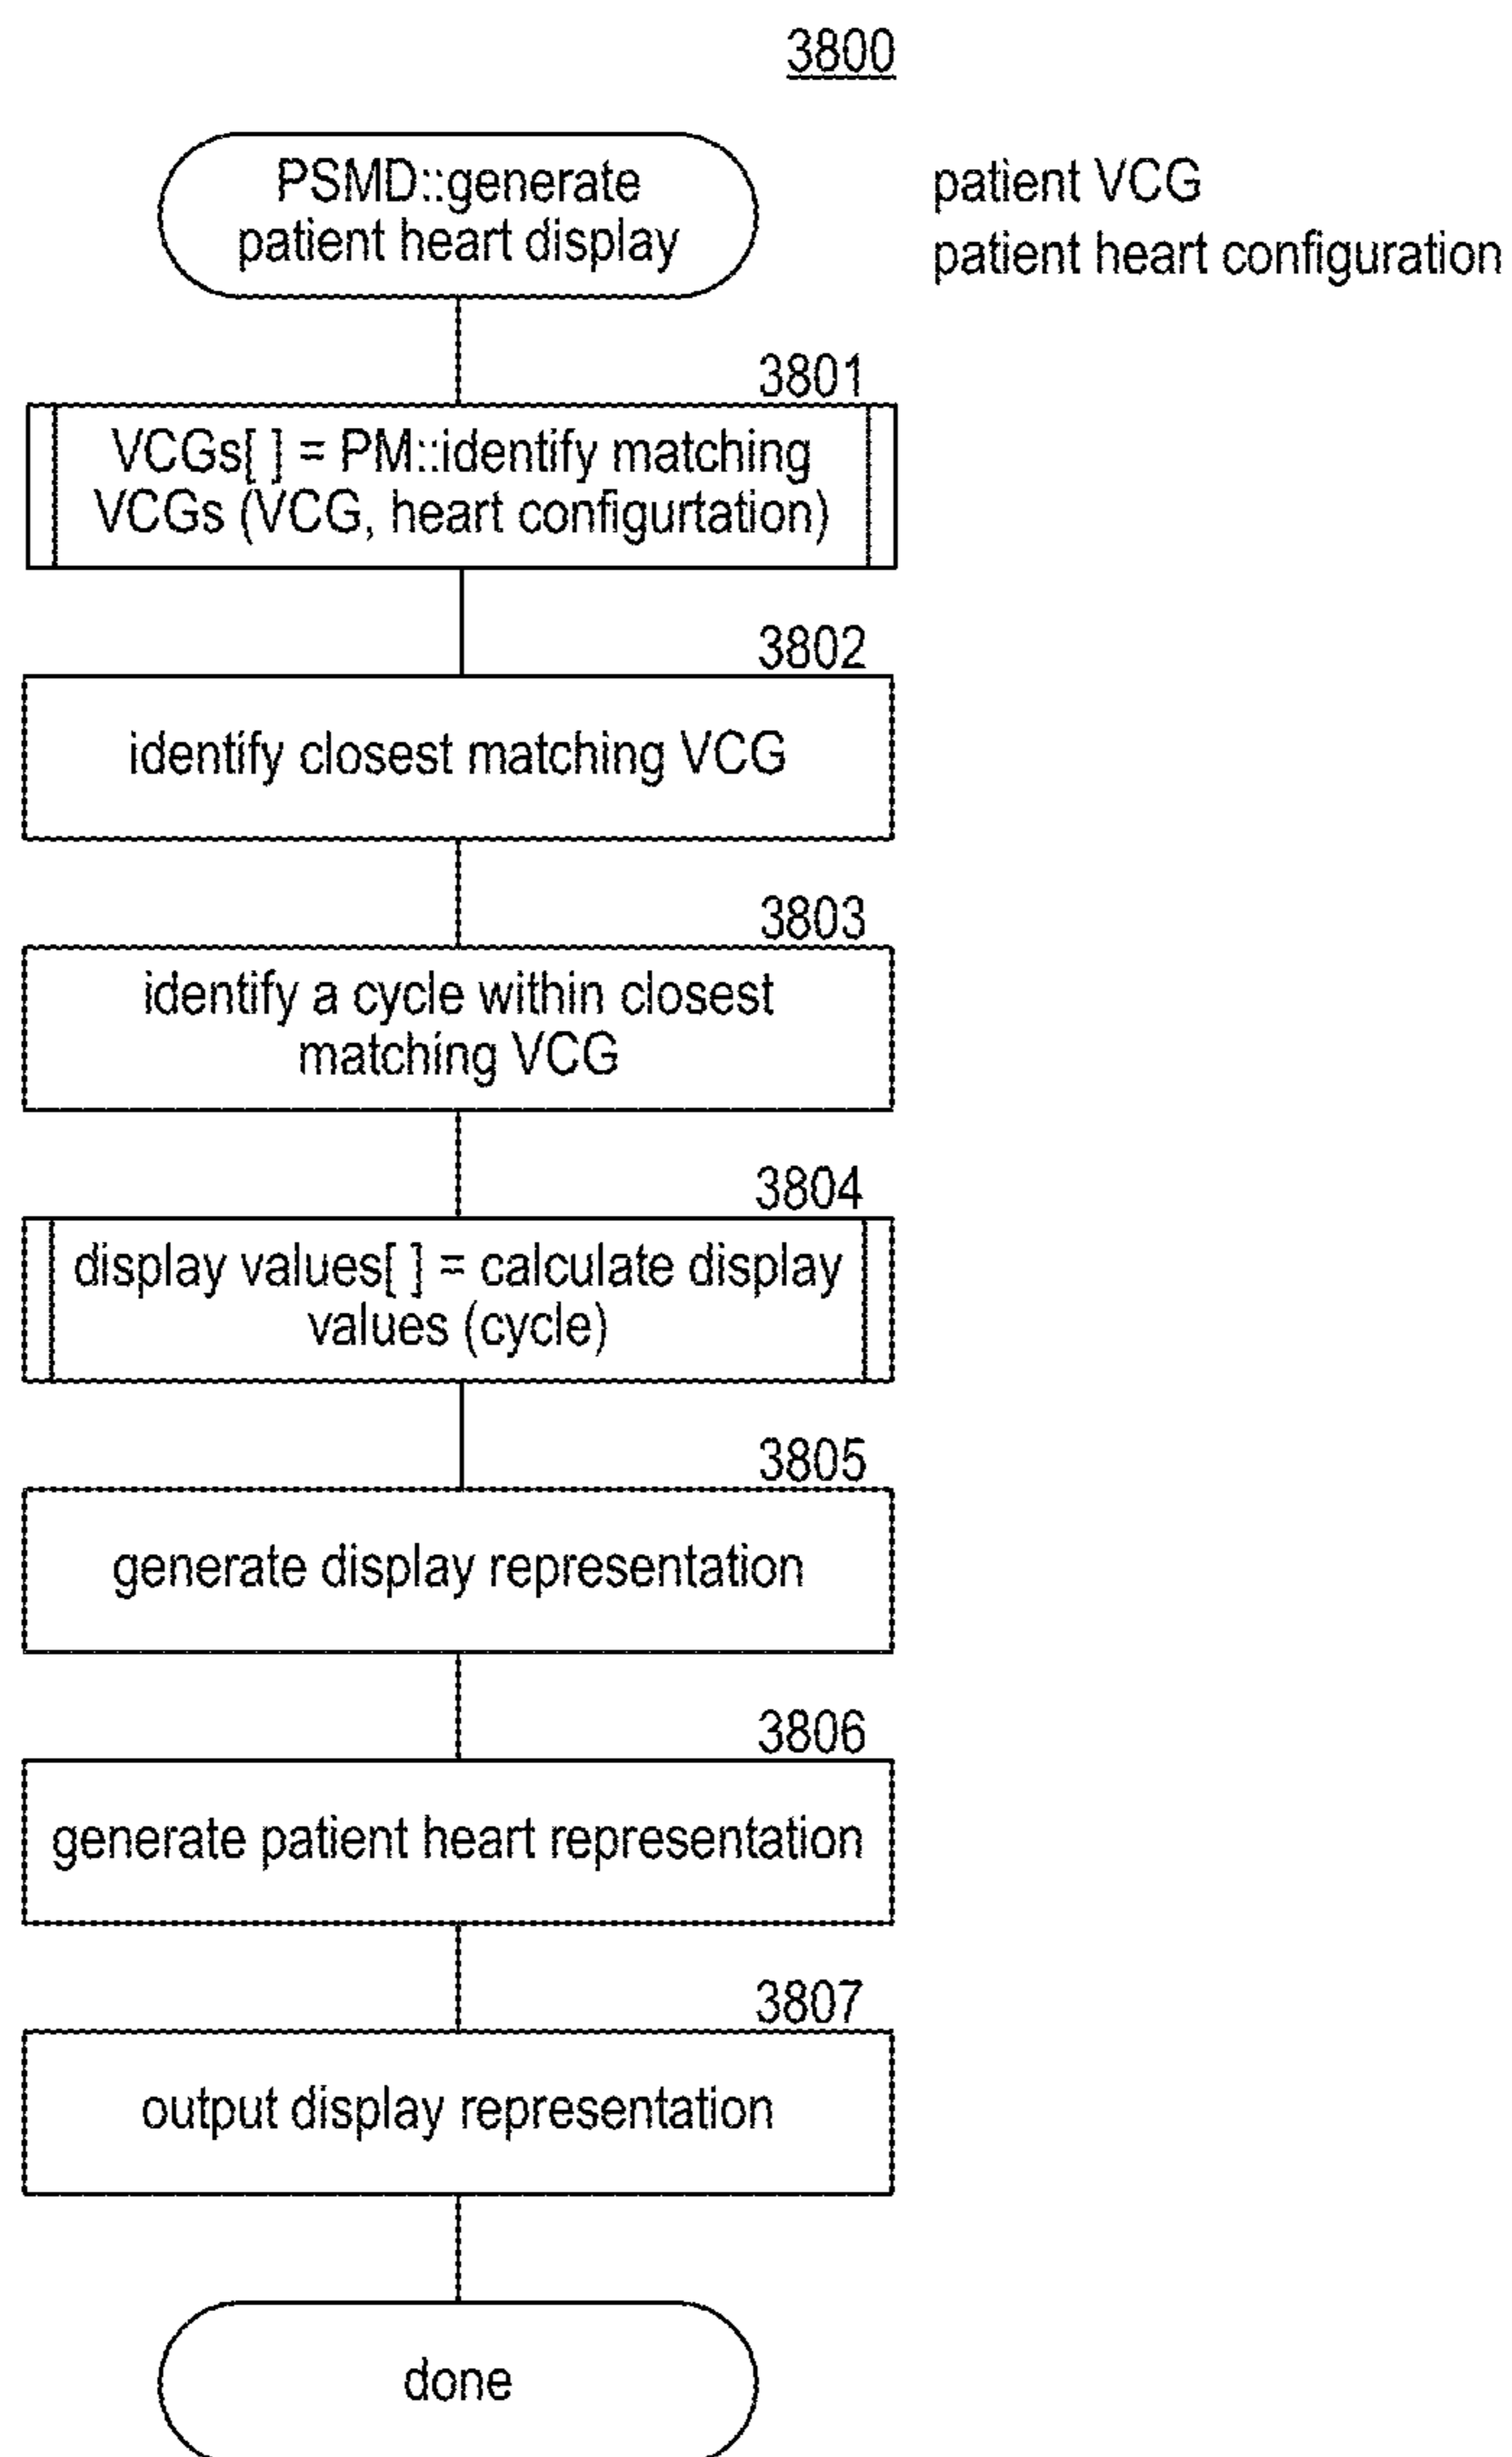 3800
PSMD::generate
patient heart display
patient VCG
patient heart configuration
3801
VCGs[ ] = PM::identify matching
VCGs (VCG, heart configurtation)
3802
identify closest matching VCG
3803
identify a cycle within closest
matching VCG
3804
display values[ ] = calculate display
values (cycle)
3805
generate display representation
3806
generate patient heart representation
3807
output display representation
done